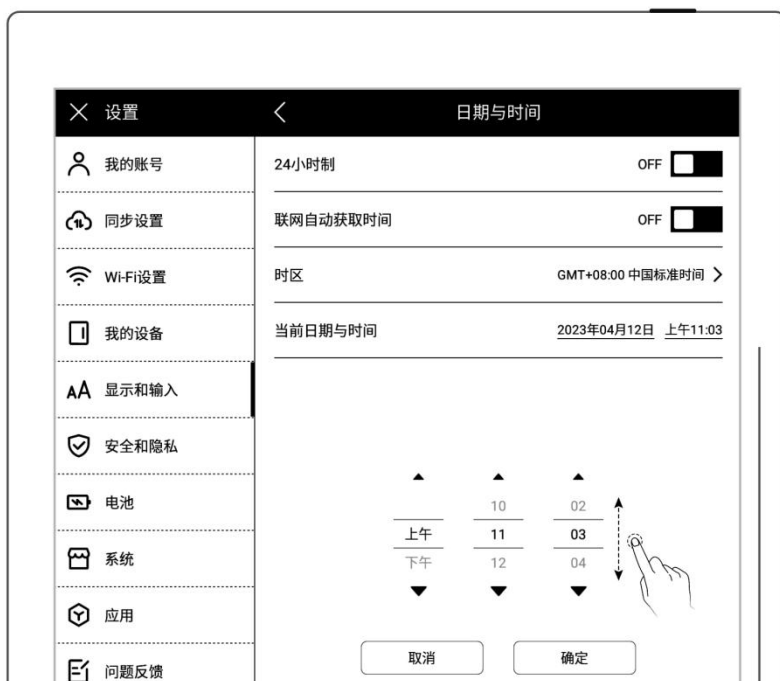 设置
日期与时间
我的账号
同步设置
Wi-Fi设置
我的设备
AA 显示和输入
安全和隐私
电池
系统
应用
问题反馈
24小时制 OFF
联网自动获取时间 OFF
时区 GMT+08:00 中国标准时间
当前日期与时间 2023年04月12日 上午11:03
10 02
上午 11 03
下午 12 04
取消 确定